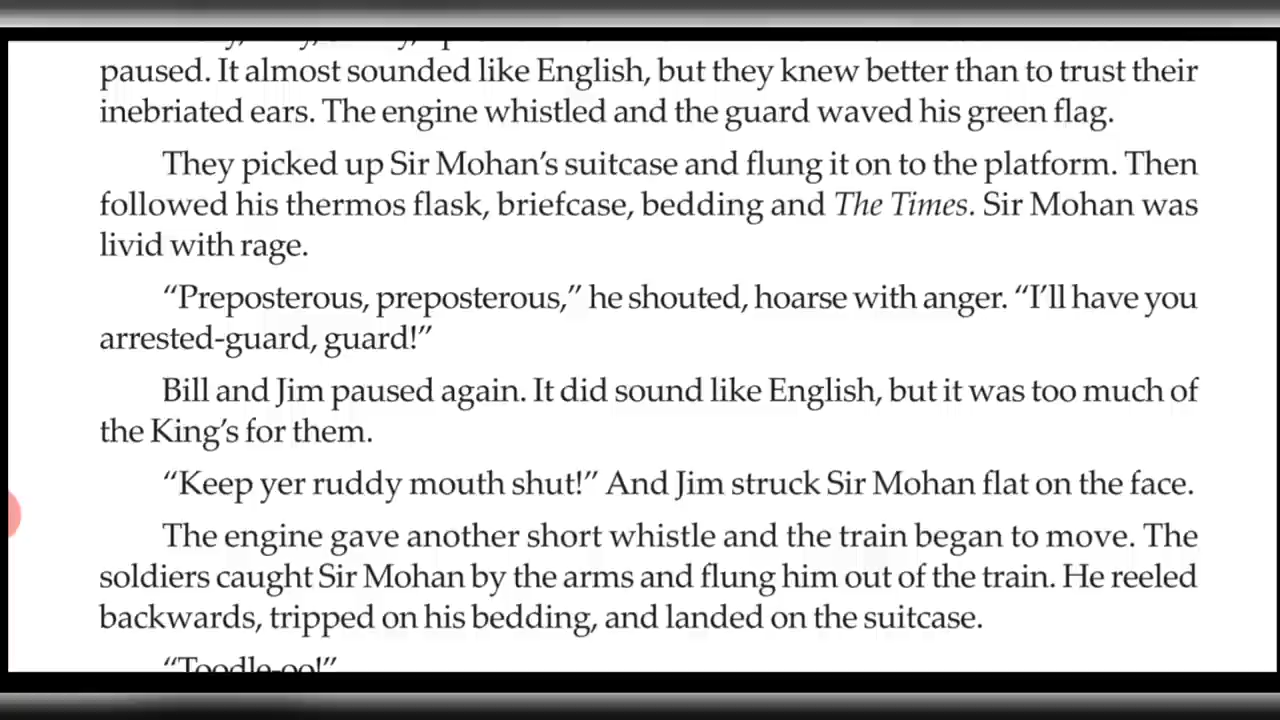 paused. It almost sounded like English, but they knew better than to trust their
inebriated ears. The engine whistled and the guard waved his green flag.
They picked up Sir Mohan’s suitcase and flung it on to the platform. Then
followed his thermos flask, briefcase, bedding and The Times. Sir Mohan was
livid with rage.
“Preposterous, preposterous,” he shouted, hoarse with anger. “I’ll have you
arrested-guard, guard!”
Bill and Jim paused again. It did sound like English, but it was too much of
the King’s for them.
“Keep yer ruddy mouth shut!” And Jim struck Sir Mohan flat on the face.
The engine gave another short whistle and the train began to move. The
soldiers caught Sir Mohan by the arms and flung him out of the train. He reeled
backwards, tripped on his bedding, and landed on the suitcase.
“Toodle-oo!”